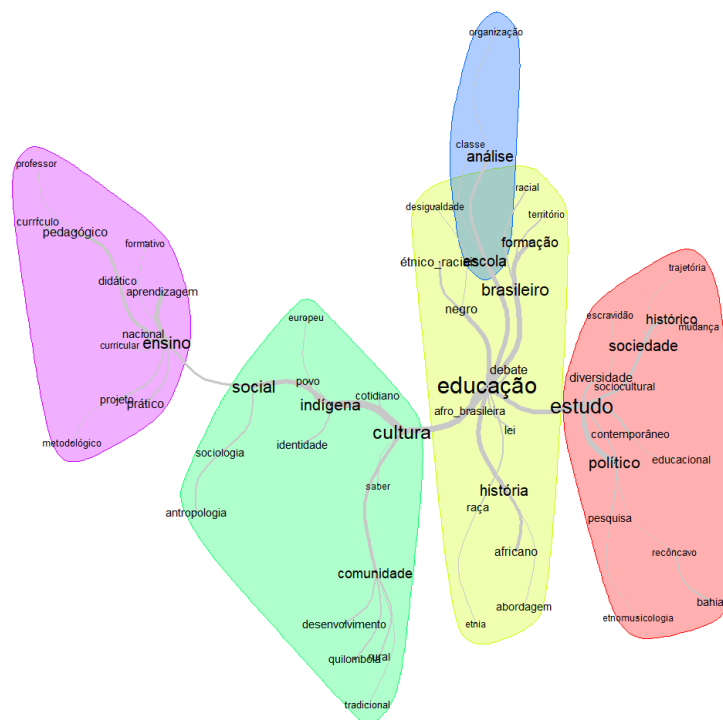 organização
classe
análise
professor
currículo
pedagógico
formativo
didático
aprendizagem
nacional
curricular
ensino
projeto
prático
metodológico
europeu
social
povo
cotidiano
indígena
cultura
sociologia
identidade
saber
antropologia
comunidade
desenvolvimento
quilombola
rural
tradicional
racial
desigualdade
território
formação
étnico_racial
escola
brasileiro
negro
debate
educação
afro_brasileira
lei
história
raça
africano
abordagem
etnia
trajetória
escravidão
histórico
mudança
sociedade
diversidade
sociocultural
estudo
contemporâneo
político
educacional
pesquisa
recôncavo
bahia
etnomusicologia